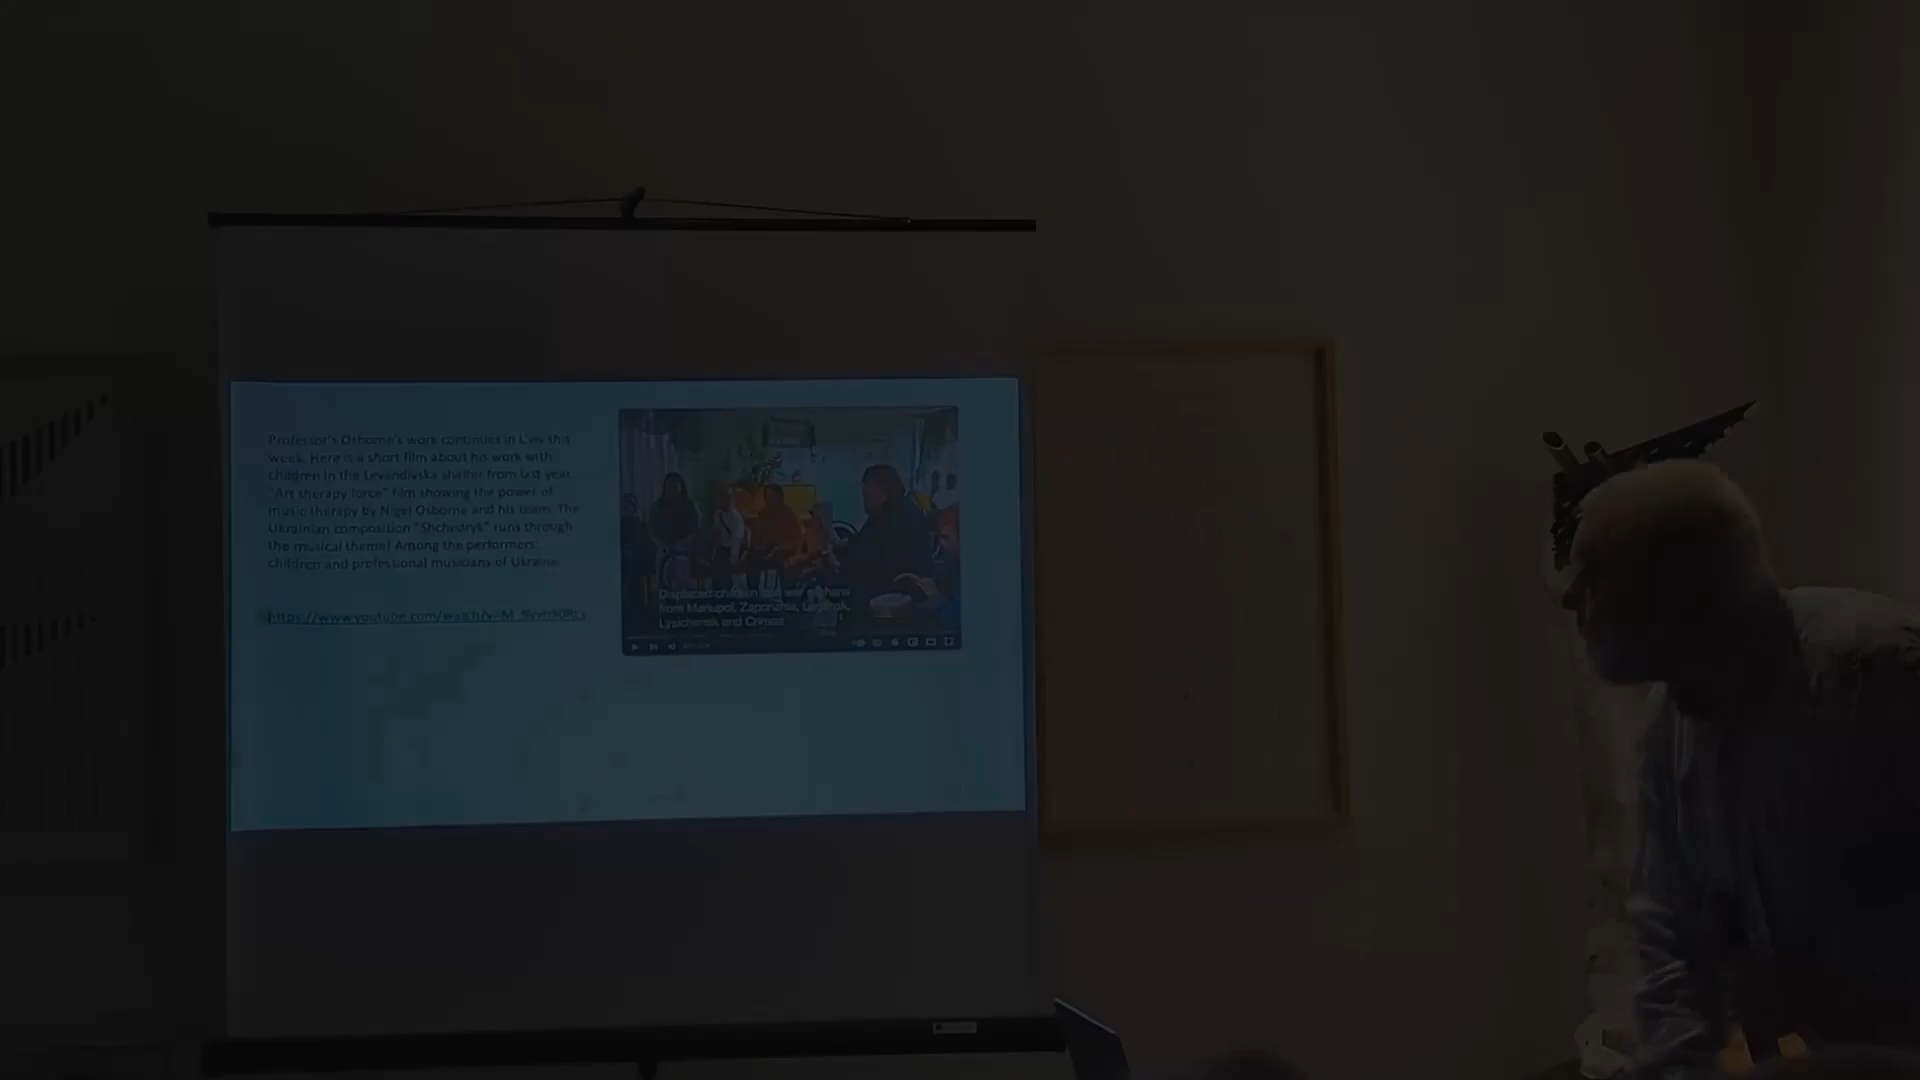 Professor's Osborne's work continues in Lviv this
week. Here is a short film about his work with
children in the Levandivska shelter from last year
"Art therapy force" film showing the power of
music therapy by Nigel Osborne and his team. The
Ukrainian composition "Shchedryk" runs through
the musical theme! Among the performers:
children and professional musicians of Ukraine.
Displaced children and war orphans
from Mariupol, Zaporizhia, Luhansk,
Lysichansk and Crimea